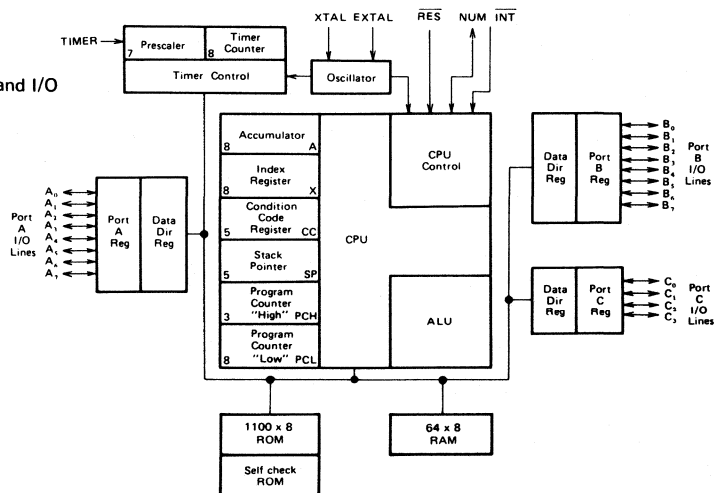 XTAL EXTAL RES NUM INT
TIMER
7 Prescaler
8 Timer Counter
Timer Control
Oscillator
and I/O
8 Accumulator A
8 Index Register X
5 Condition Code Register CC
5 Stack Pointer SP
3 Program Counter "High" PCH
8 Program Counter "Low" PCL
CPU
CPU Control
ALU
Port A I/O Lines
A₀
A₁
A₂
A₃
A₄
A₅
A₆
A₇
Port A Reg
Data Dir Reg
Data Dir Reg
Port B Reg
B₀
B₁
B₂
B₃
B₄
B₅
B₆
B₇
Port B I/O Lines
Data Dir Reg
Port C Reg
C₀
C₁
C₂
C₃
Port C I/O Lines
1100 x 8 ROM
Self check ROM
64 x 8 RAM